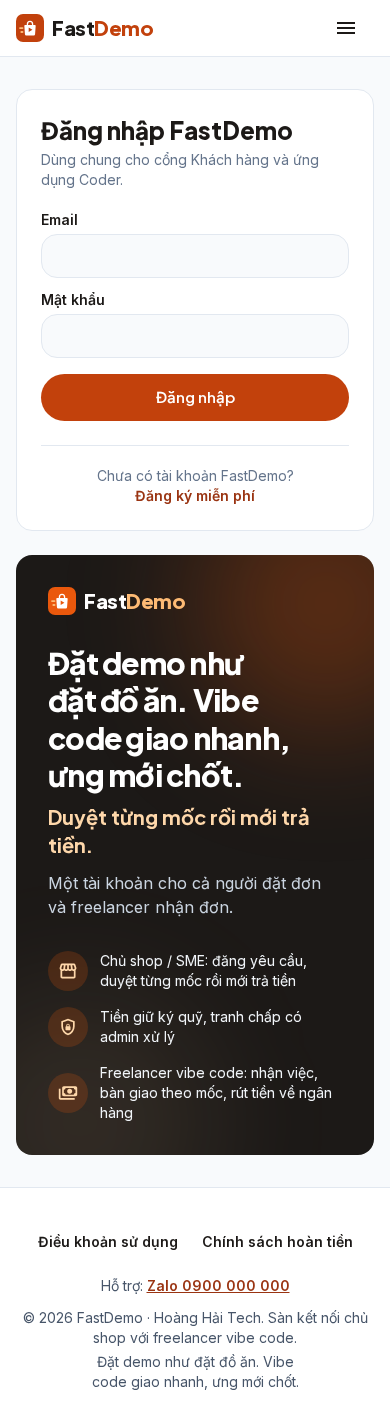 FastDemo
Đăng nhập FastDemo
Dùng chung cho cổng Khách hàng và ứng
dụng Coder.
Email
Mật khẩu
Đăng nhập
Chưa có tài khoản FastDemo?
Đăng ký miễn phí
FastDemo
Đặt demo như
đặt đồ ăn. Vibe
code giao nhanh,
ưng mới chốt.
Duyệt từng mốc rồi mới trả
tiền.
Một tài khoản cho cả người đặt đơn
và freelancer nhận đơn.
Chủ shop / SME: đăng yêu cầu,
duyệt từng mốc rồi mới trả tiền
Tiền giữ ký quỹ, tranh chấp có
admin xử lý
Freelancer vibe code: nhận việc,
bàn giao theo mốc, rút tiền về ngân
hàng
Điều khoản sử dụng Chính sách hoàn tiền
Hỗ trợ: Zalo 0900 000 000
© 2026 FastDemo · Hoàng Hải Tech. Sàn kết nối chủ
shop với freelancer vibe code.
Đặt demo như đặt đồ ăn. Vibe
code giao nhanh, ưng mới chốt.